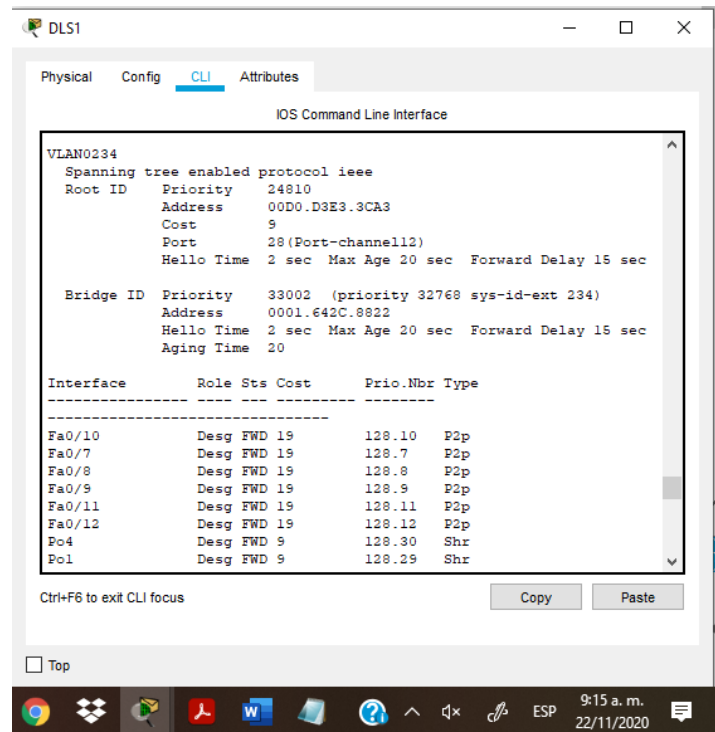 DLS1
Physical Config CLI Attributes
IOS Command Line Interface
VLAN0234
Spanning tree enabled protocol ieee
Root ID Priority 24810
Address 00D0.D3E3.3CA3
Cost 9
Port 28(Port-channel12)
Hello Time 2 sec Max Age 20 sec Forward Delay 15 sec
Bridge ID Priority 33002 (priority 32768 sys-id-ext 234)
Address 0001.642C.8822
Hello Time 2 sec Max Age 20 sec Forward Delay 15 sec
Aging Time 20
Interface Role Sts Cost Prio.Nbr Type
---------------- ---- --- --------- --------
--------------------------------
Fa0/10 Desg FWD 19 128.10 P2p
Fa0/7 Desg FWD 19 128.7 P2p
Fa0/8 Desg FWD 19 128.8 P2p
Fa0/9 Desg FWD 19 128.9 P2p
Fa0/11 Desg FWD 19 128.11 P2p
Fa0/12 Desg FWD 19 128.12 P2p
Po4 Desg FWD 9 128.30 Shr
Po1 Desg FWD 9 128.29 Shr
Ctrl+F6 to exit CLI focus
Copy Paste
Top
ESP
9:15 a. m.
22/11/2020